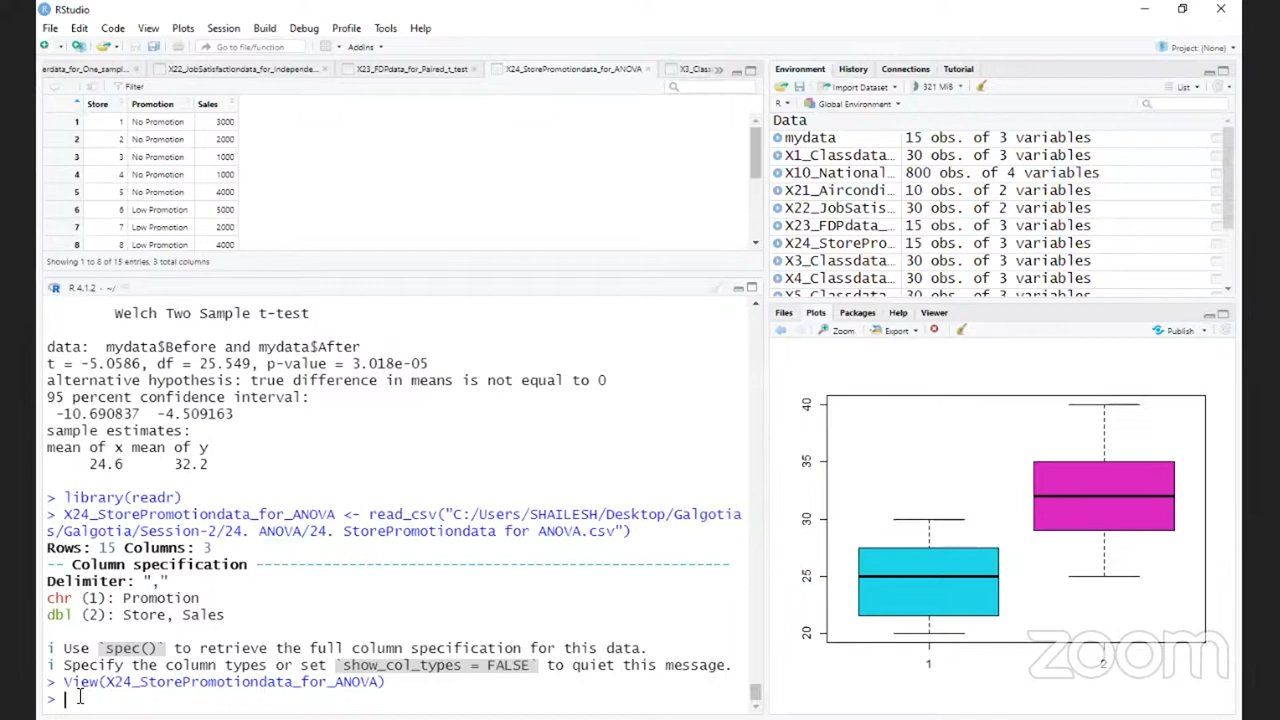 RStudio
File Edit Code View Plots Session Build Debug Profile Tools Help
Go to file/function Addins Project: (None)
erdata_for_One_sampl... X22_JobSatisfactiondata_for_independe... X23_FDPdata_for_Paired_t_test X24_StorePromotiondata_for_ANOVA X3_Class
Filter
Store Promotion Sales
1 1 No Promotion 3000
2 2 No Promotion 2000
3 3 No Promotion 1000
4 4 No Promotion 1000
5 5 No Promotion 4000
6 6 Low Promotion 5000
7 7 Low Promotion 2000
8 8 Low Promotion 4000
Showing 1 to 8 of 15 entries, 3 total columns
R 4.1.2 · ~/
Welch Two Sample t-test
data:  mydata$Before and mydata$After
t = -5.0586, df = 25.549, p-value = 3.018e-05
alternative hypothesis: true difference in means is not equal to 0
95 percent confidence interval:
-10.690837 -4.509163
sample estimates:
mean of x mean of y
24.6 32.2
> library(readr)
> X24_StorePromotiondata_for_ANOVA <- read_csv("C:/Users/SHAILESH/Desktop/Galgotia
s/Galgotia/Session-2/24. ANOVA/24. StorePromotiondata for ANOVA.csv")
Rows: 15 Columns: 3
-- Column specification --------------------------------------------------------
Delimiter: ","
chr (1): Promotion
dbl (2): Store, Sales
i Use `spec()` to retrieve the full column specification for this data.
i Specify the column types or set `show_col_types = FALSE` to quiet this message.
> View(X24_StorePromotiondata_for_ANOVA)
>
Environment History Connections Tutorial
Import Dataset 321 MiB List
R Global Environment
Data
mydata 15 obs. of 3 variables
X1_Classdata... 30 obs. of 3 variables
X10_National... 800 obs. of 4 variables
X21_Aircondi... 10 obs. of 2 variables
X22_JobSatis... 30 obs. of 2 variables
X23_FDPdata_... 15 obs. of 3 variables
X24_StorePro... 15 obs. of 3 variables
X3_Classdata... 30 obs. of 3 variables
X4_Classdata... 30 obs. of 3 variables
X5_Classdata... 30 obs. of 3 variables
Files Plots Packages Help Viewer
Zoom Export Publish
40
35
30
25
20
1 2
zoom